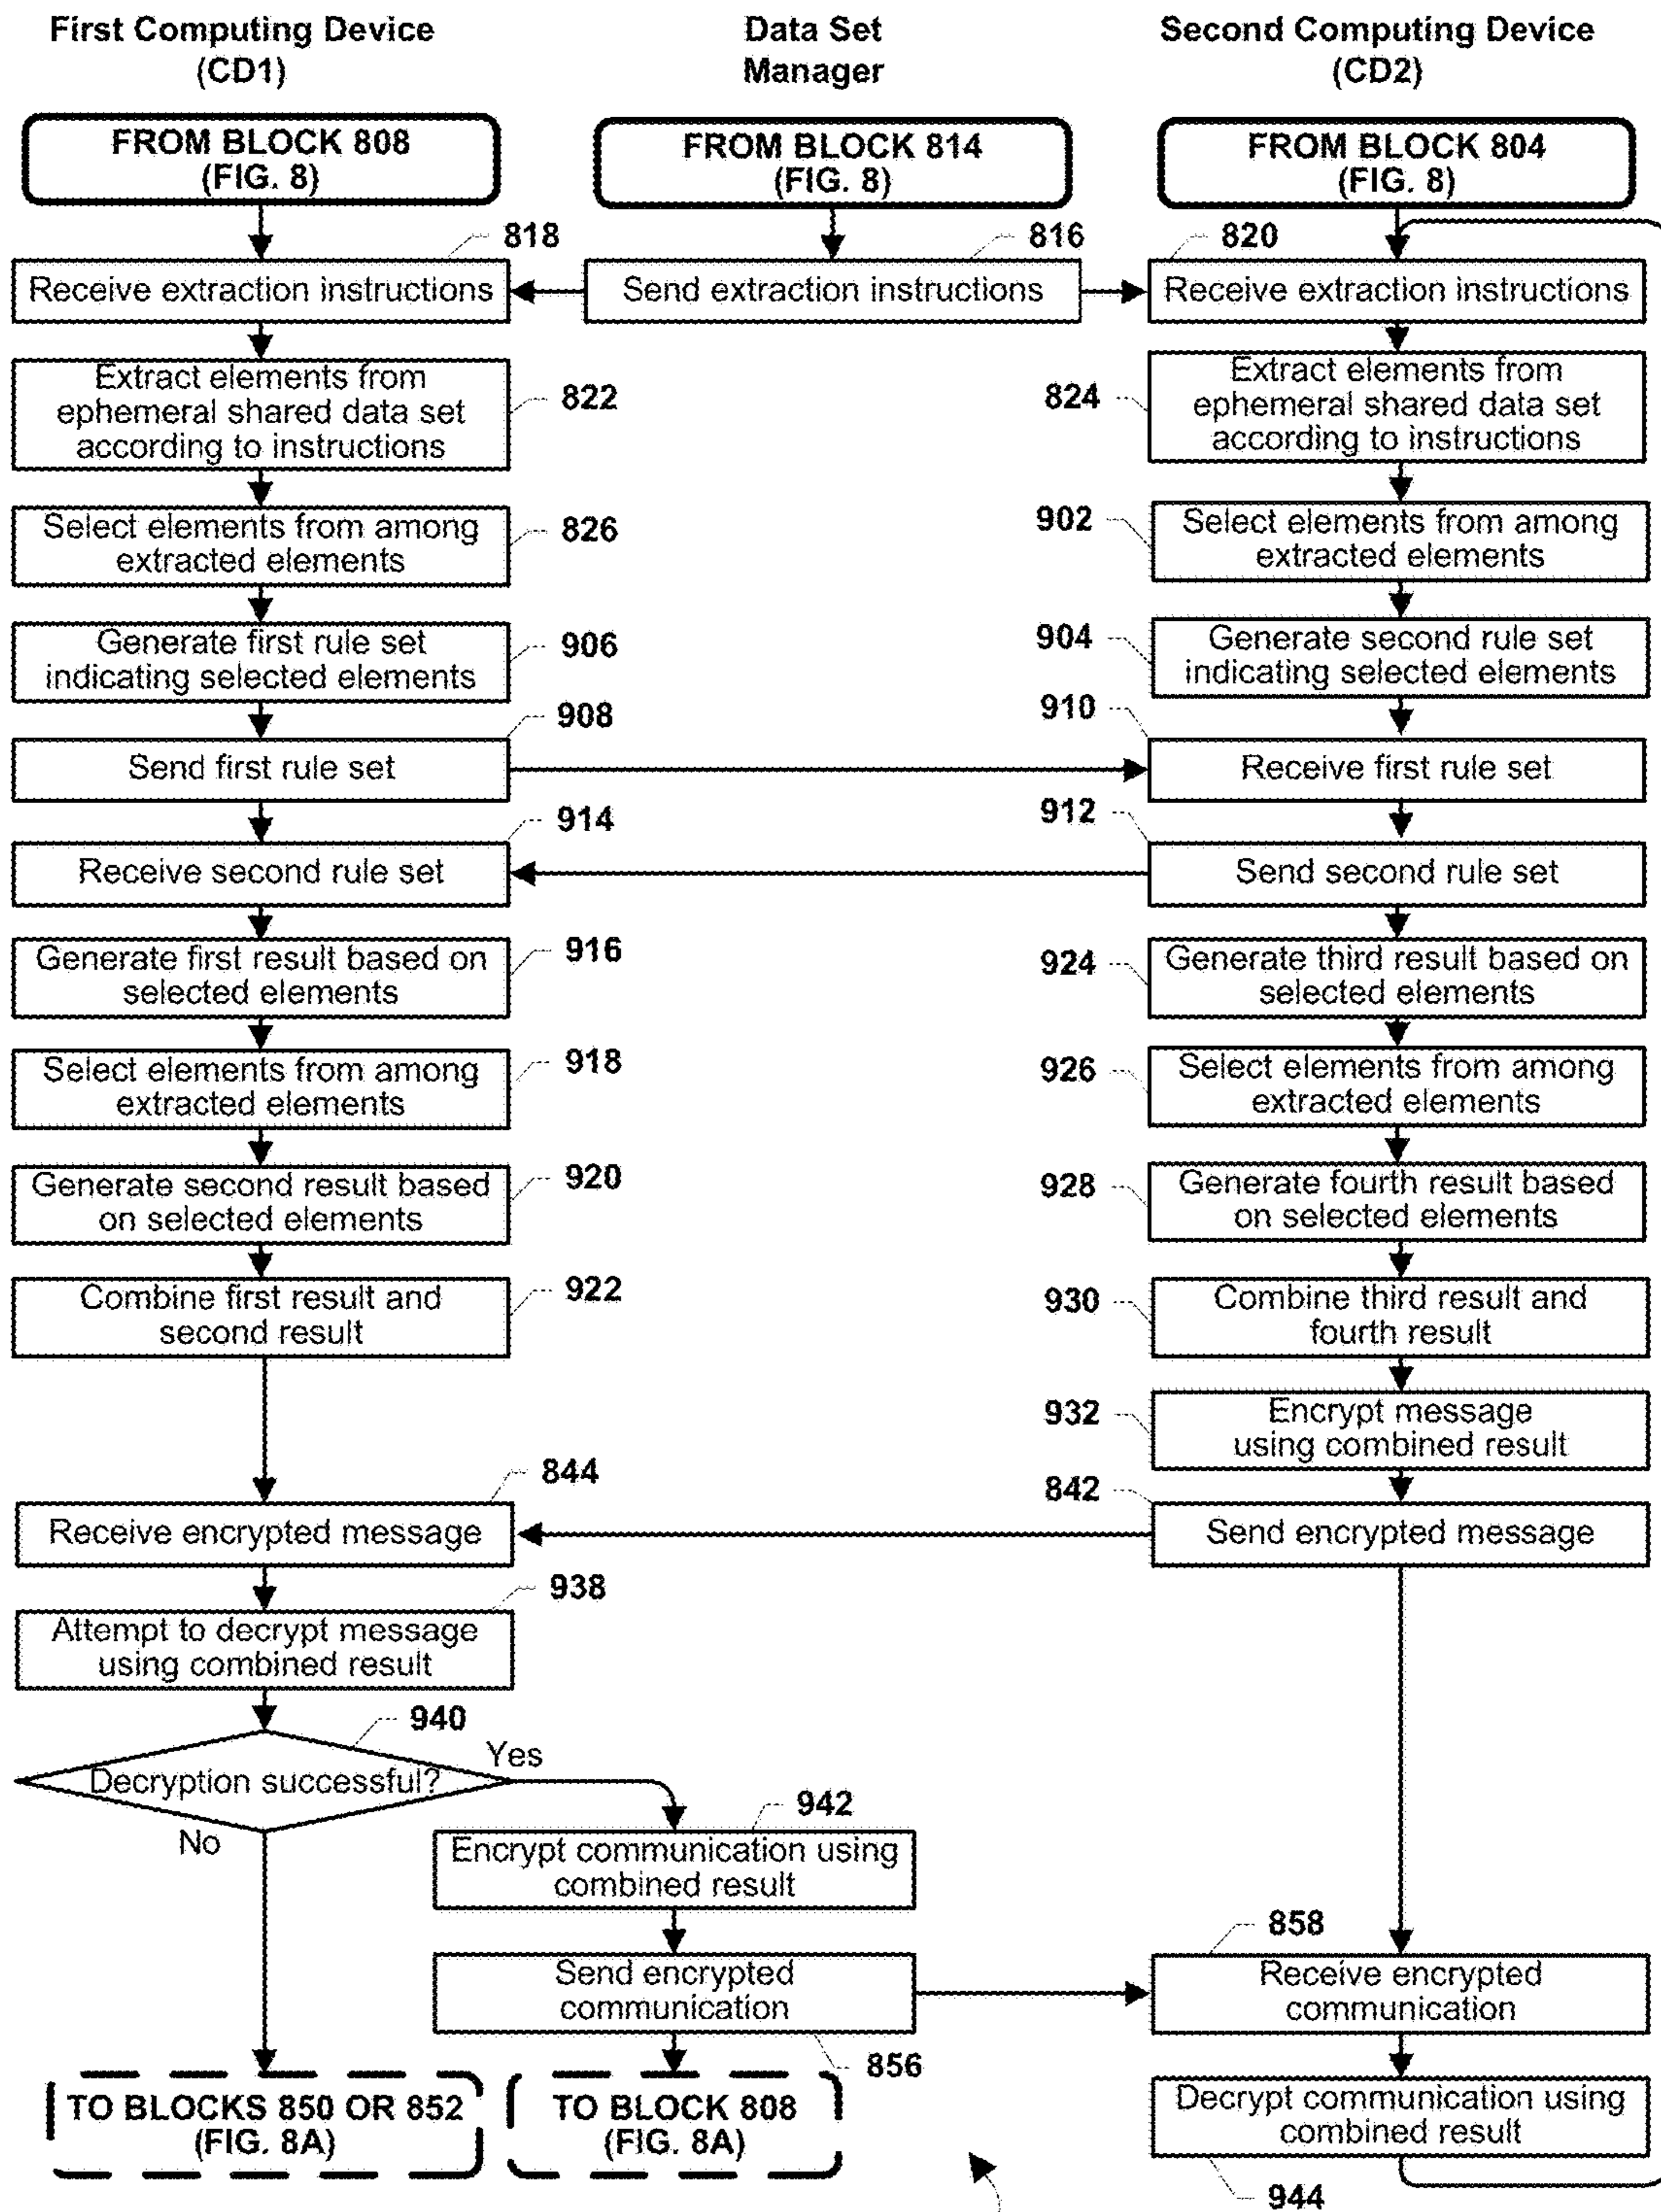 First Computing Device
(CD1)
Data Set
Manager
Second Computing Device
(CD2)
FROM BLOCK 808
(FIG. 8)
FROM BLOCK 814
(FIG. 8)
FROM BLOCK 804
(FIG. 8)
818
816
820
Receive extraction instructions
Send extraction instructions
Receive extraction instructions
Extract elements from
ephemeral shared data set
according to instructions
822
824
Extract elements from
ephemeral shared data set
according to instructions
Select elements from among
extracted elements
826
902
Select elements from among
extracted elements
Generate first rule set
indicating selected elements
906
904
Generate second rule set
indicating selected elements
908
910
Send first rule set
Receive first rule set
914
912
Receive second rule set
Send second rule set
Generate first result based on
selected elements
916
924
Generate third result based on
selected elements
Select elements from among
extracted elements
918
926
Select elements from among
extracted elements
Generate second result based
on selected elements
920
928
Generate fourth result based
on selected elements
Combine first result and
second result
922
930
Combine third result and
fourth result
932
Encrypt message
using combined result
844
842
Receive encrypted message
Send encrypted message
938
Attempt to decrypt message
using combined result
940
Decryption successful?
Yes
No
942
Encrypt communication using
combined result
858
Send encrypted
communication
Receive encrypted
communication
856
TO BLOCKS 850 OR 852
(FIG. 8A)
TO BLOCK 808
(FIG. 8A)
Decrypt communication using
combined result
944